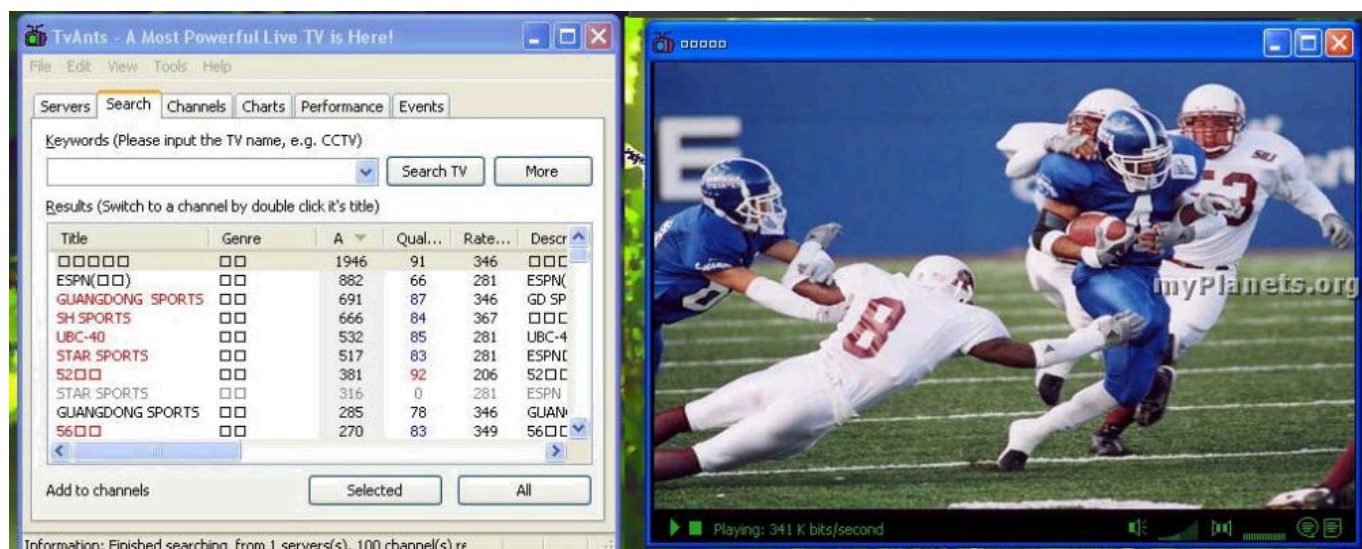 TvAnts - A Most Powerful Live TV is Here!
File Edit View Tools Help
Servers Search Channels Charts Performance Events
Keywords (Please input the TV name, e.g. CCTV)
Search TV More
Results (Switch to a channel by double click it's title)
Title Genre A Qual... Rate... Descr
□□□□□ □□ 1946 91 346 □□□
ESPN(□□) □□ 882 66 281 ESPN(
GUANGDONG SPORTS □□ 691 87 346 GD SP
SH SPORTS □□ 666 84 367 □□□
UBC-40 □□ 532 85 281 UBC-4
STAR SPORTS □□ 517 83 281 ESPN
52□□ □□ 381 92 206 52□□
STAR SPORTS □□ 316 0 281 ESPN
GUANGDONG SPORTS □□ 285 78 346 GUAN
56□□ □□ 270 83 349 56□□
Add to channels Selected All
Information: Finished searching, from 1 servers(s), 100 channel(s) re
□□□□□
E
4
53
SIU
8
myPlanets.org
Playing: 341 K bits/second